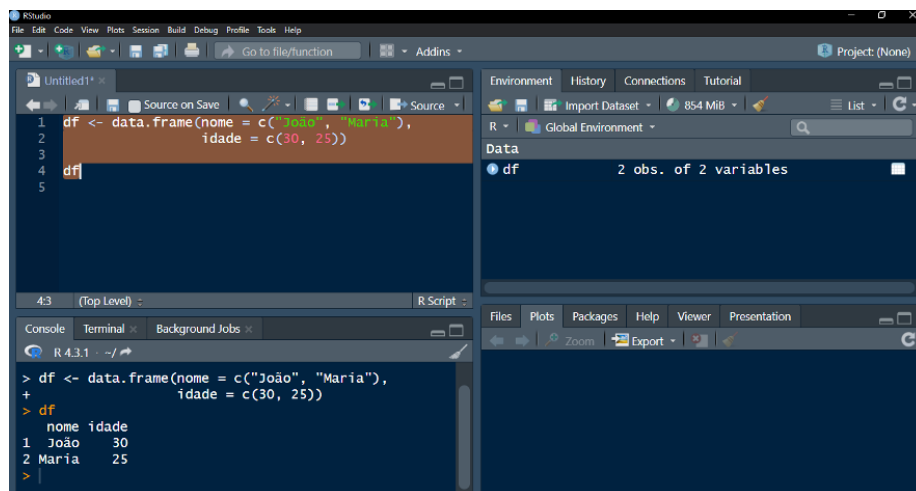 RStudio
File Edit Code View Plots Session Build Debug Profile Tools Help
Go to file/function Addins Project: (None)
Untitled1*
Source on Save Source
1 df <- data.frame(nome = c("João", "Maria"),
2 idade = c(30, 25))
3
4 df
5
4:3 (Top Level) R Script
Console Terminal Background Jobs
R 4.3.1 · ~/
> df <- data.frame(nome = c("João", "Maria"),
+ idade = c(30, 25))
> df
nome idade
1 João 30
2 Maria 25
>
Environment History Connections Tutorial
Import Dataset 854 MiB List
R Global Environment
Data
df 2 obs. of 2 variables
Files Plots Packages Help Viewer Presentation
Zoom Export